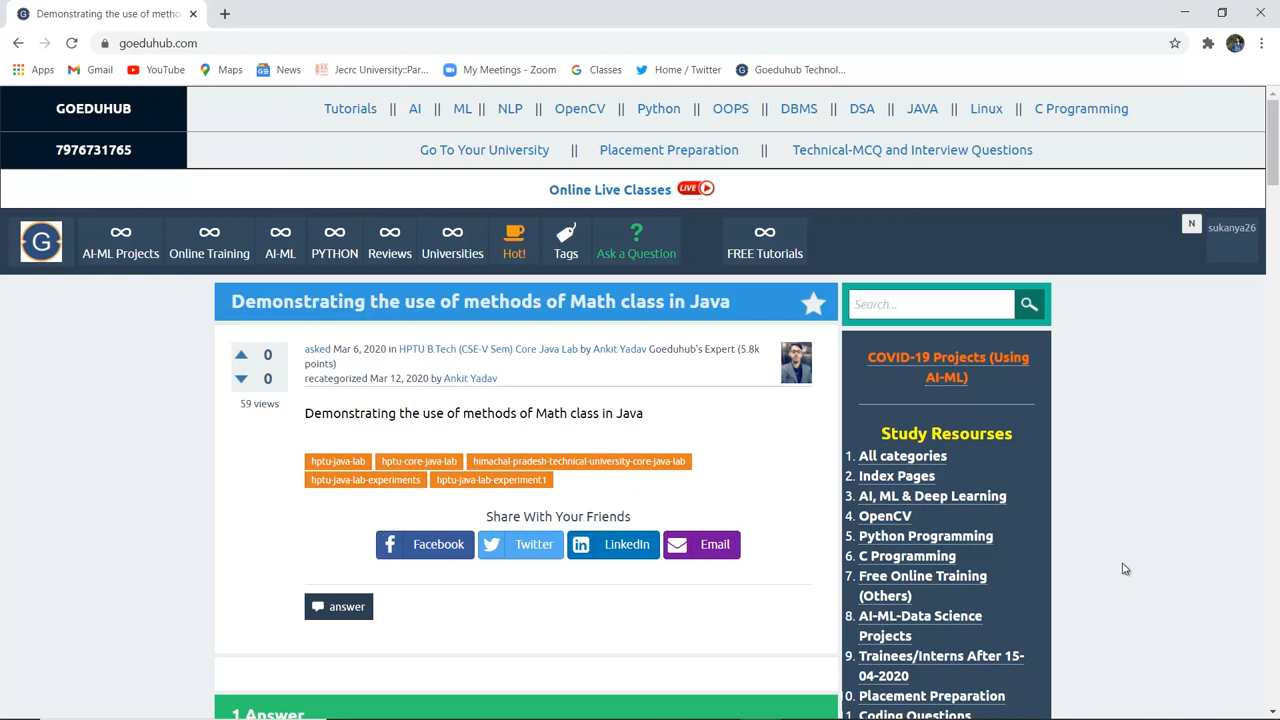 Demonstrating the use of metho
goeduhub.com
Apps Gmail YouTube Maps News Jecrc University::Par... My Meetings - Zoom Classes Home / Twitter Goeduhub Technol...
GOEDUHUB
Tutorials || AI || ML || NLP || OpenCV || Python || OOPS || DBMS || DSA || JAVA || Linux || C Programming
7976731765
Go To Your University || Placement Preparation || Technical-MCQ and Interview Questions
Online Live Classes LIVE
G
AI-ML Projects Online Training AI-ML PYTHON Reviews Universities Hot! Tags Ask a Question FREE Tutorials
N sukanya26
Demonstrating the use of methods of Math class in Java
0
0
59 views
asked Mar 6, 2020 in HPTU B.Tech (CSE-V Sem) Core Java Lab by Ankit Yadav Goeduhub's Expert (5.8k
points)
recategorized Mar 12, 2020 by Ankit Yadav
Demonstrating the use of methods of Math class in Java
hptu-java-lab hptu-core-java-lab himachal-pradesh-technical-university-core-java-lab
hptu-java-lab-experiments hptu-java-lab-experiment1
Share With Your Friends
Facebook Twitter LinkedIn Email
answer
1 Answer
Search...
COVID-19 Projects (Using
AI-ML)
Study Resourses
1. All categories
2. Index Pages
3. AI, ML & Deep Learning
4. OpenCV
5. Python Programming
6. C Programming
7. Free Online Training
(Others)
8. AI-ML-Data Science
Projects
9. Trainees/Interns After 15-
04-2020
10. Placement Preparation
11. Coding Questions